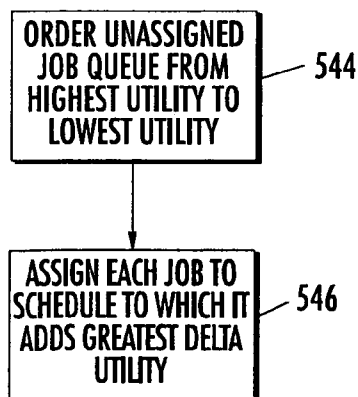 ORDER UNASSIGNED
JOB QUEUE FROM
HIGHEST UTILITY TO
LOWEST UTILITY
544
ASSIGN EACH JOB TO
SCHEDULE TO WHICH IT
ADDS GREATEST DELTA
UTILITY
546